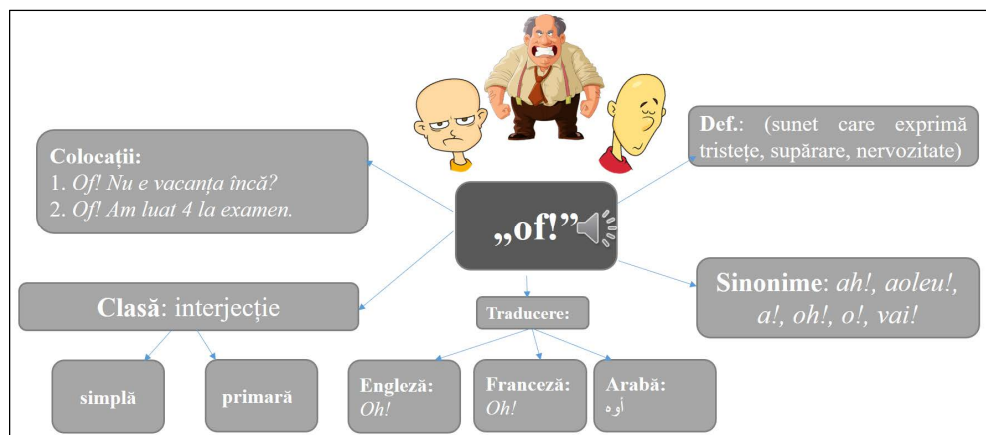 Colocații:
1. Of! Nu e vacanța încă?
2. Of! Am luat 4 la examen.
Def.: (sunet care exprimă
tristețe, supărare, nervozitate)
„of!”
Clasă: interjecție
simplă
primară
Traducere:
Engleză:
Oh!
Franceză:
Oh!
Arabă:
أوه
Sinonime: ah!, aoleu!,
a!, oh!, o!, vai!